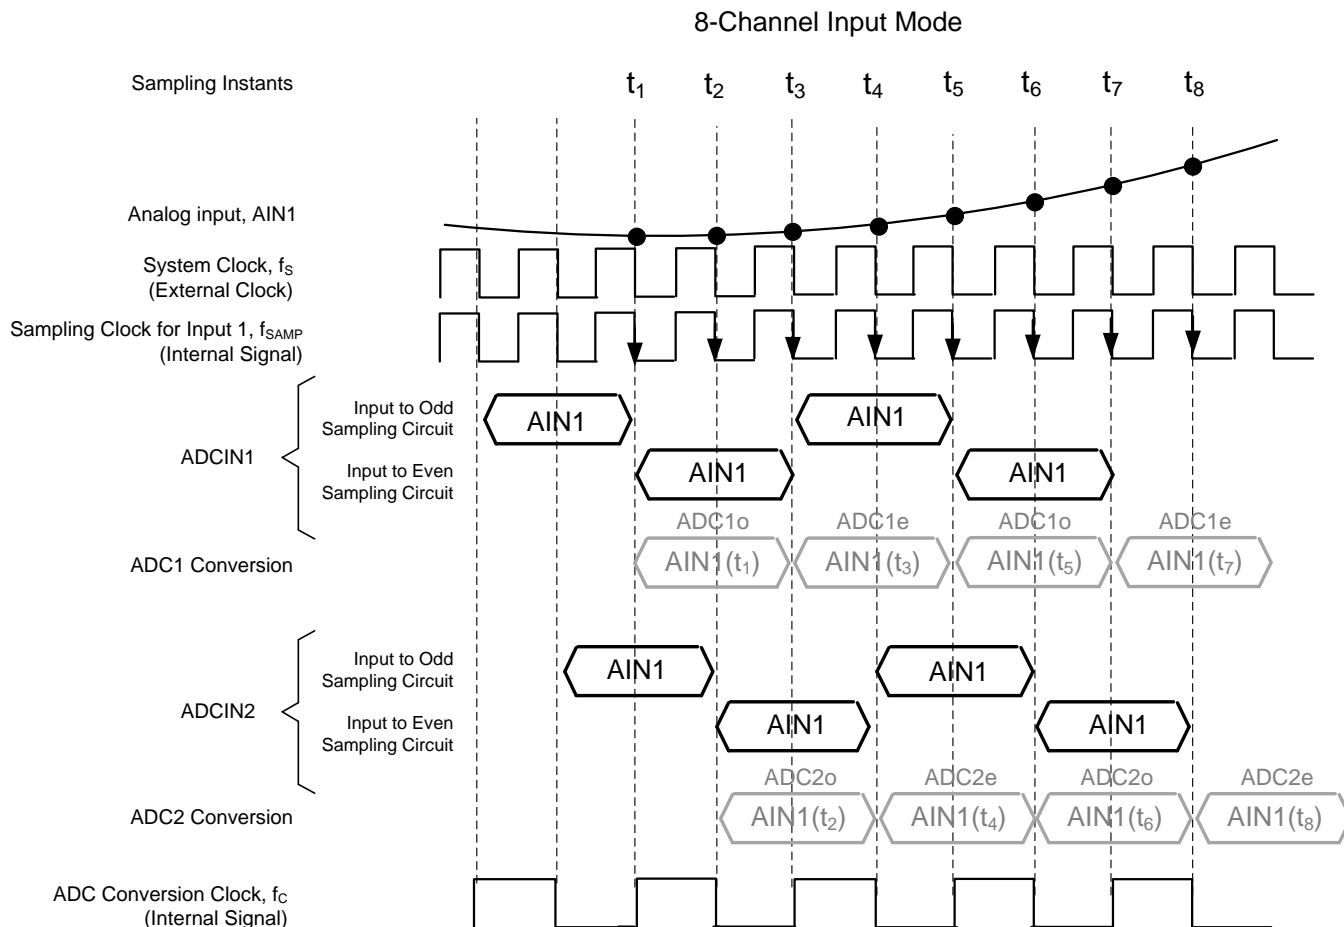 8-Channel Input Mode
Sampling Instants
t1 t2 t3 t4 t5 t6 t7 t8
Analog input, AIN1
System Clock, fS
(External Clock)
Sampling Clock for Input 1, fSAMP
(Internal Signal)
ADCIN1
Input to Odd
Sampling Circuit
AIN1 AIN1
Input to Even
Sampling Circuit
AIN1 AIN1
ADC1o ADC1e ADC1o ADC1e
ADC1 Conversion
AIN1(t1) AIN1(t3) AIN1(t5) AIN1(t7)
ADCIN2
Input to Odd
Sampling Circuit
AIN1 AIN1
Input to Even
Sampling Circuit
AIN1 AIN1
ADC2o ADC2e ADC2o ADC2e
ADC2 Conversion
AIN1(t2) AIN1(t4) AIN1(t6) AIN1(t8)
ADC Conversion Clock, fC
(Internal Signal)